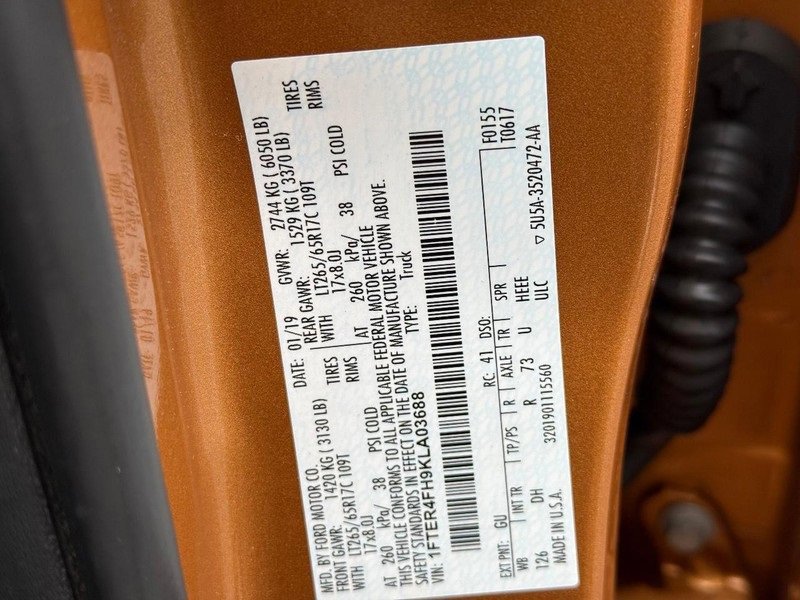 MFD. BY FORD MOTOR CO.
DATE: 01/19 GVWR: 2744 KG ( 6050 LB)
FRONT GAWR: 1420 KG ( 3130 LB) REAR GAWR: 1529 KG ( 3370 LB)
WITH LT265/65R17C 109T TIRES WITH LT265/65R17C 109T TIRES
17x8.0J RIMS 17x8.0J RIMS
AT 260 kPa/ 38 PSI COLD AT 260 kPa/ 38 PSI COLD
THIS VEHICLE CONFORMS TO ALL APPLICABLE FEDERAL MOTOR VEHICLE
SAFETY STANDARDS IN EFFECT ON THE DATE OF MANUFACTURE SHOWN ABOVE.
1FTER4FH9KLA03688 TYPE: Truck
F0155
T0617
EXT PNT: GU RC: 41 DSO:
WB INT TR TP/PS R AXLE TR SPR
126 DH R 73 U HEEE
ULC
▽ 5U5A-3520472-AA
MADE IN U.S.A. 3201901115560